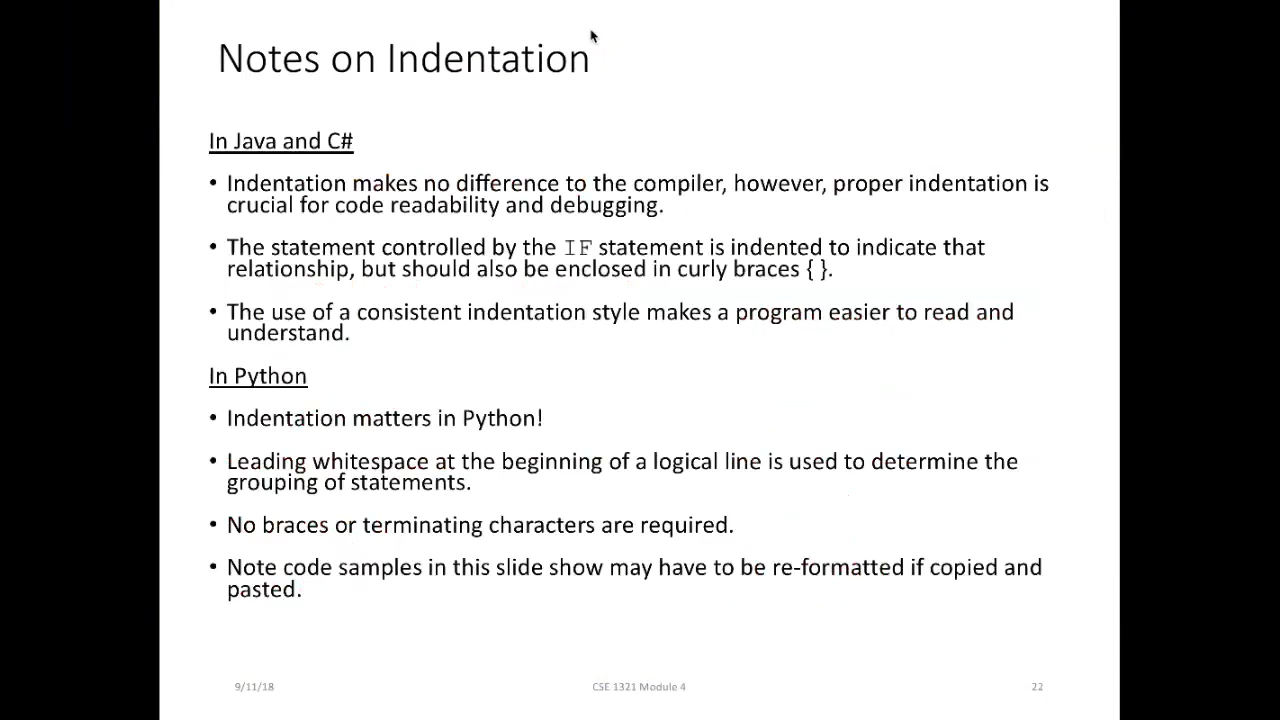 Notes on Indentation
In Java and C#
• Indentation makes no difference to the compiler, however, proper indentation is
crucial for code readability and debugging.
• The statement controlled by the IF statement is indented to indicate that
relationship, but should also be enclosed in curly braces { }.
• The use of a consistent indentation style makes a program easier to read and
understand.
In Python
• Indentation matters in Python!
• Leading whitespace at the beginning of a logical line is used to determine the
grouping of statements.
• No braces or terminating characters are required.
• Note code samples in this slide show may have to be re-formatted if copied and
pasted.
9/11/18 CSE 1321 Module 4 22